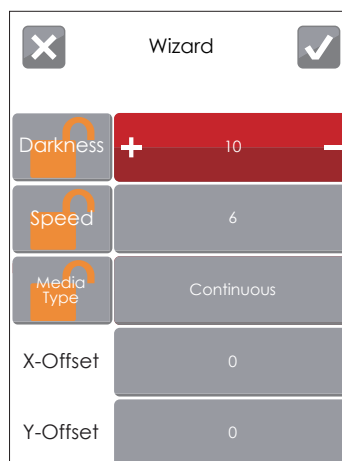 Wizard
Darkness
+ 10 −
Speed
6
Media
Type
Continuous
X-Offset
0
Y-Offset
0